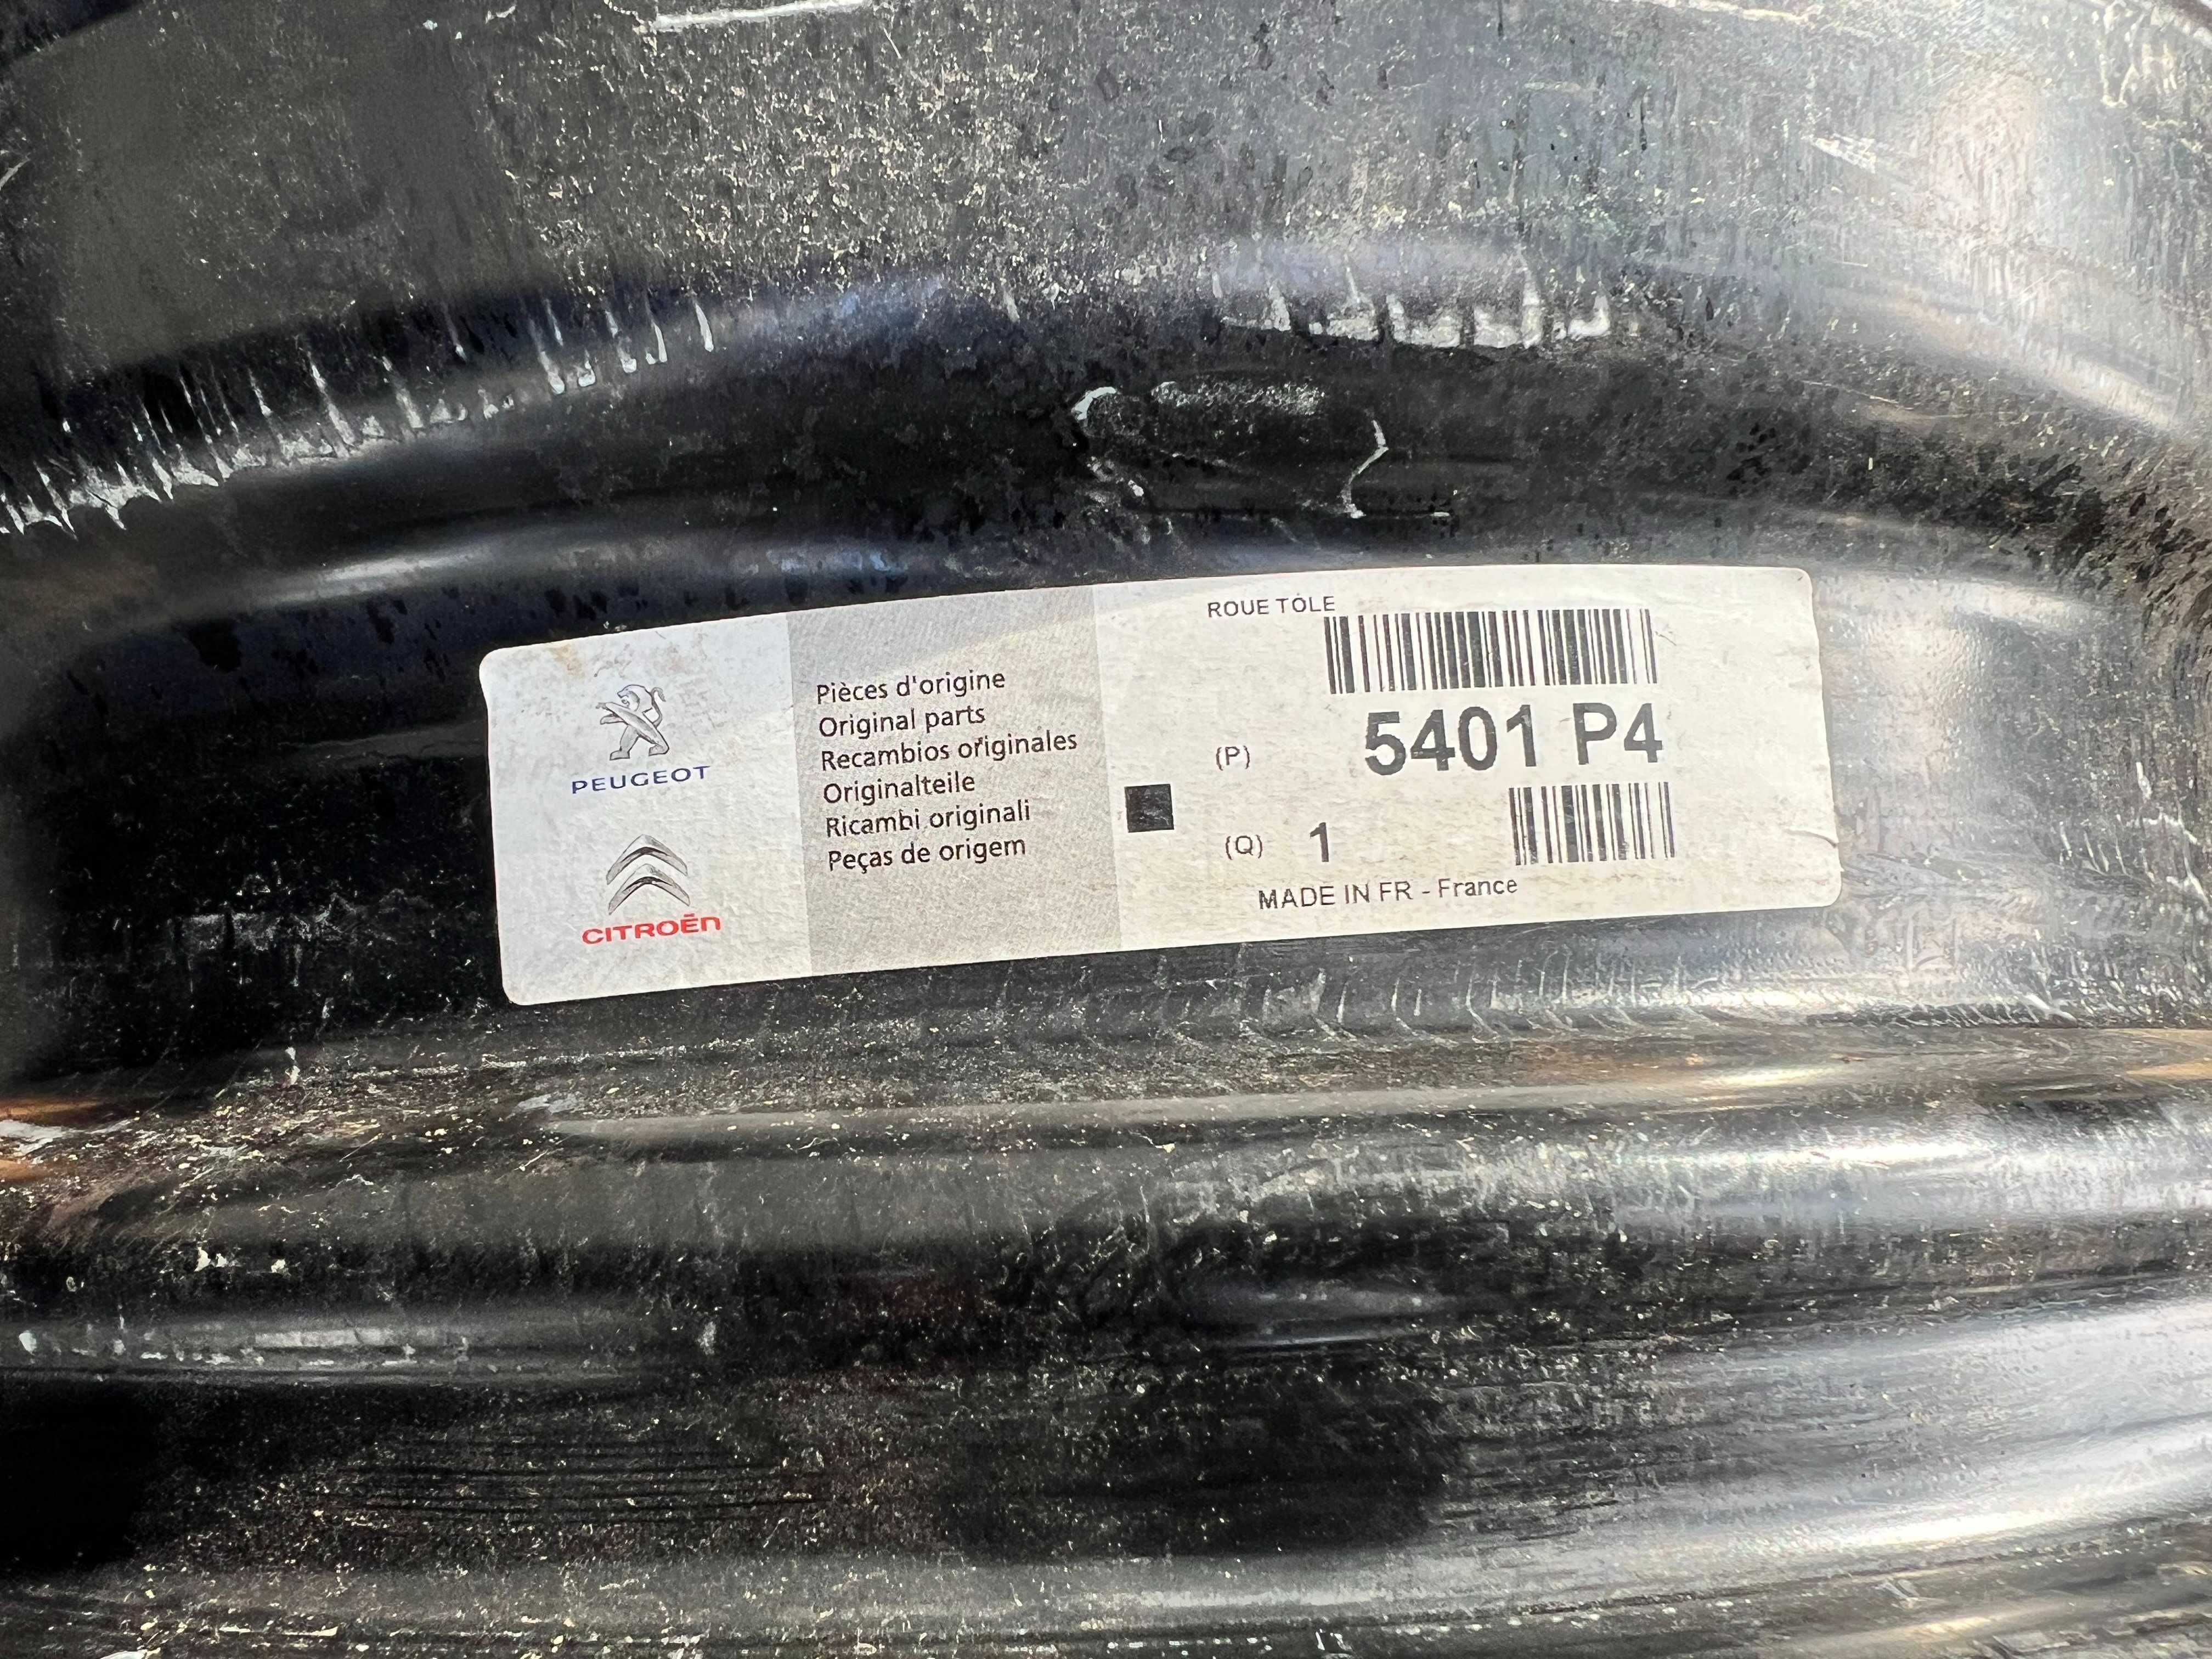 PEUGEOT
CITROËN
Pièces d'origine
Original parts
Recambios originales
Originalteile
Ricambi originali
Peças de origem
ROUE TOLE
(P) 5401 P4
(Q) 1
MADE IN FR - France